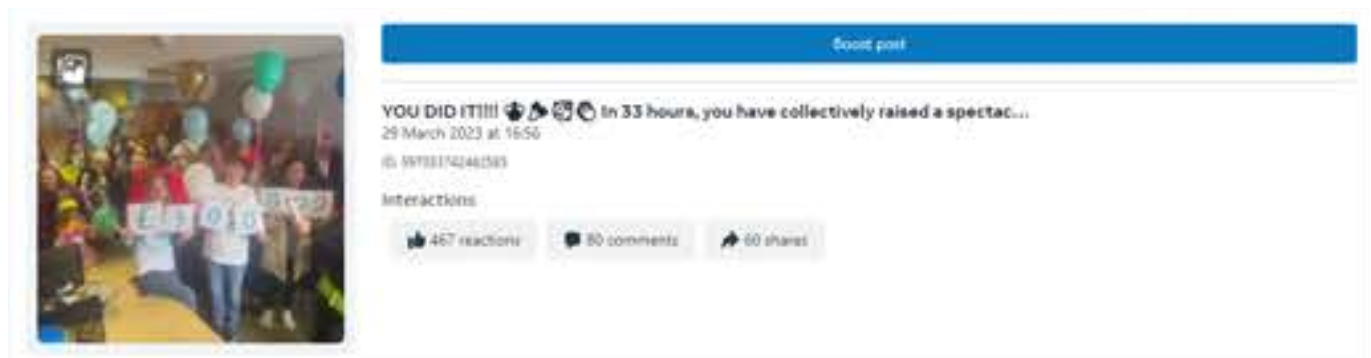 Boost post
YOU DID IT!!!! In 33 hours, you have collectively raised a spectac...
29 March 2023 at 16:56
Interactions
467 reactions
80 comments
60 shares